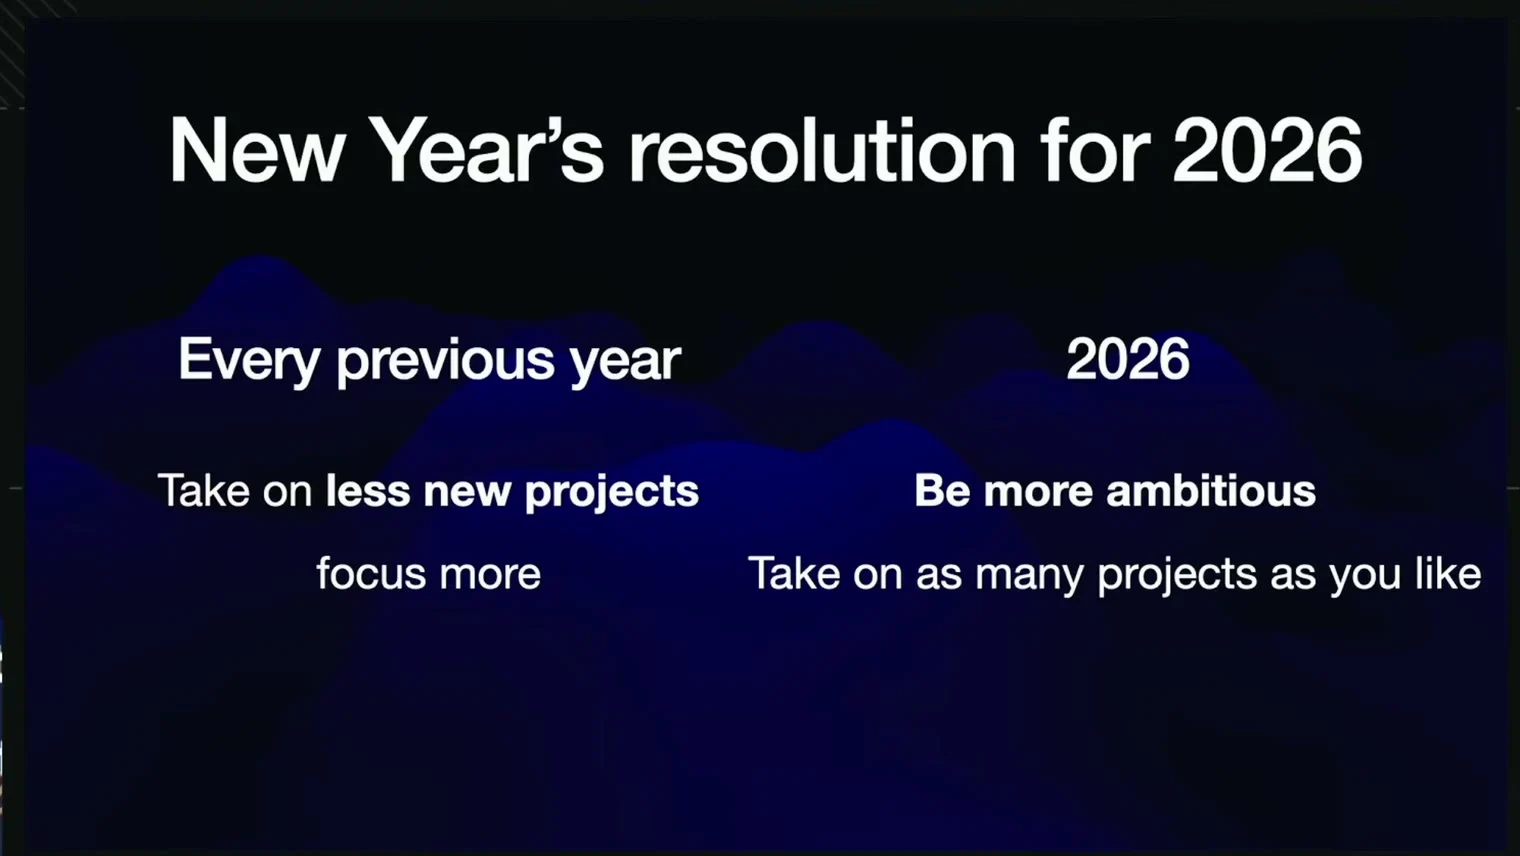 New Year’s resolution for 2026
Every previous year
Take on less new projects
focus more
2026
Be more ambitious
Take on as many projects as you like